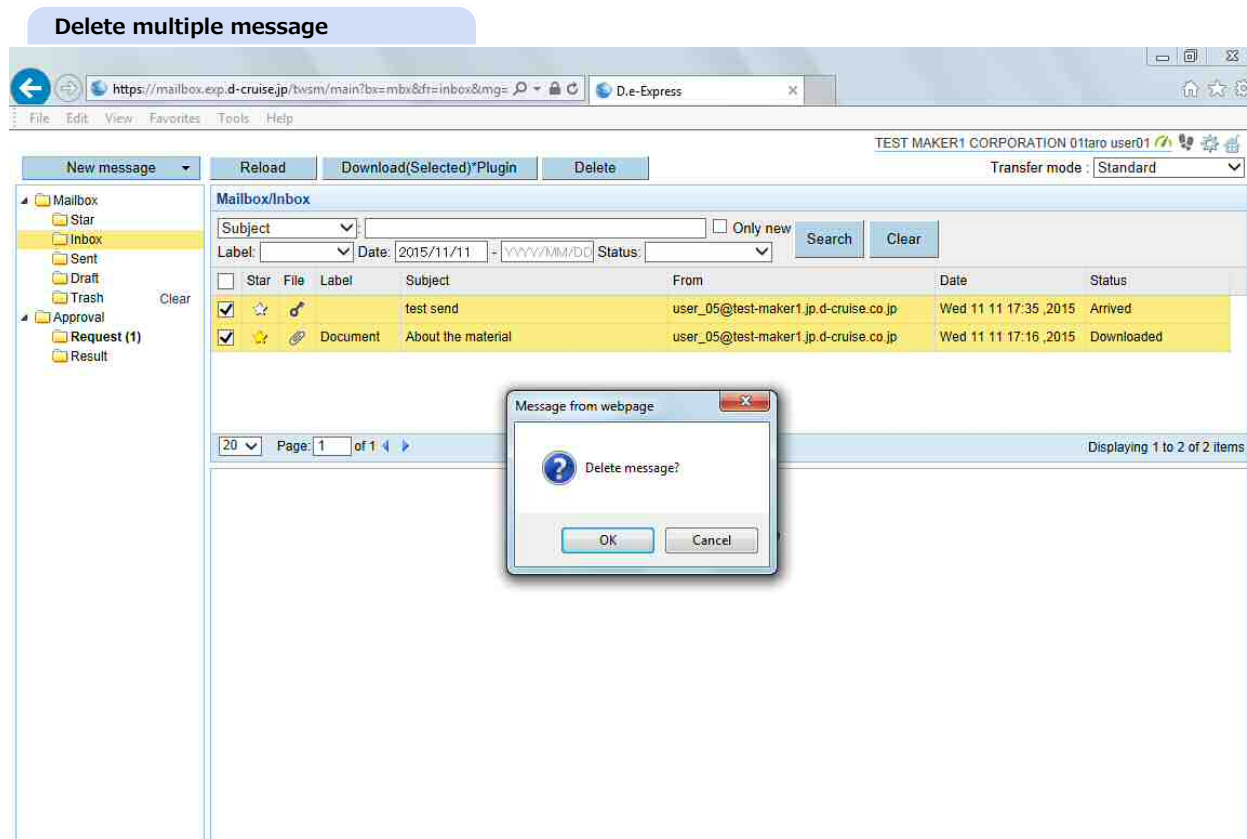 Delete multiple message
https://mailbox.exp.d-cruise.jp/twsm/main?bx=mbx&fr=inbox&mg=
D.e-Express
File Edit View Favorites Tools Help
TEST MAKER1 CORPORATION 01taro user01
New message Reload Download(Selected)*Plugin Delete Transfer mode : Standard
Mailbox
Star
Inbox
Sent
Draft
Trash Clear
Approval
Request (1)
Result
Mailbox/Inbox
Subject : Only new Search Clear
Label: Date: 2015/11/11 - YYYY/MM/DD Status:
Star File Label Subject From Date Status
test send user_05@test-maker1.jp.d-cruise.co.jp Wed 11 11 17:35 ,2015 Arrived
Document About the material user_05@test-maker1.jp.d-cruise.co.jp Wed 11 11 17:16 ,2015 Downloaded
20 Page: 1 of 1 Displaying 1 to 2 of 2 items
Message from webpage
Delete message?
OK Cancel